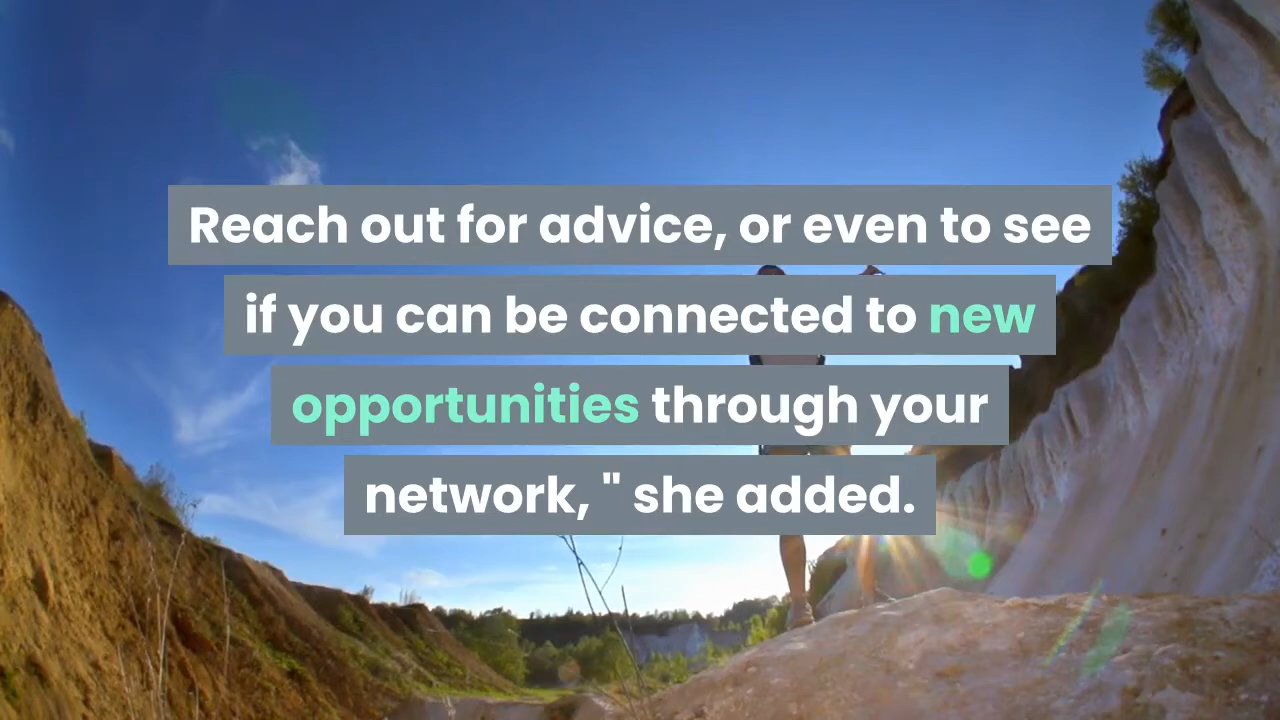 Reach out for advice, or even to see
if you can be connected to new
opportunities through your
network, " she added.